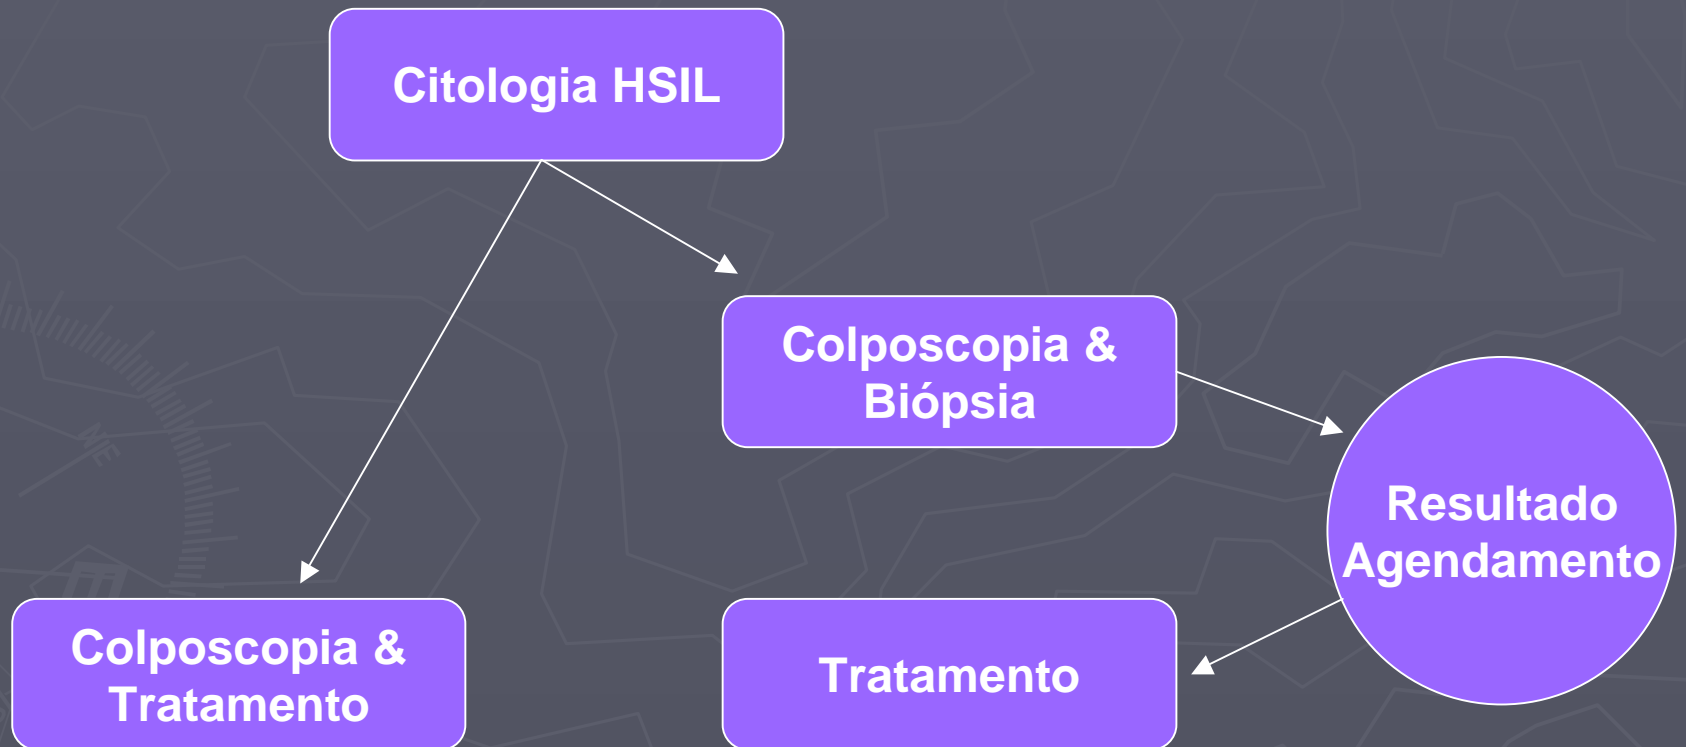 Citologia HSIL
Colposcopia &
Biópsia
Resultado
Agendamento
Colposcopia &
Tratamento
Tratamento